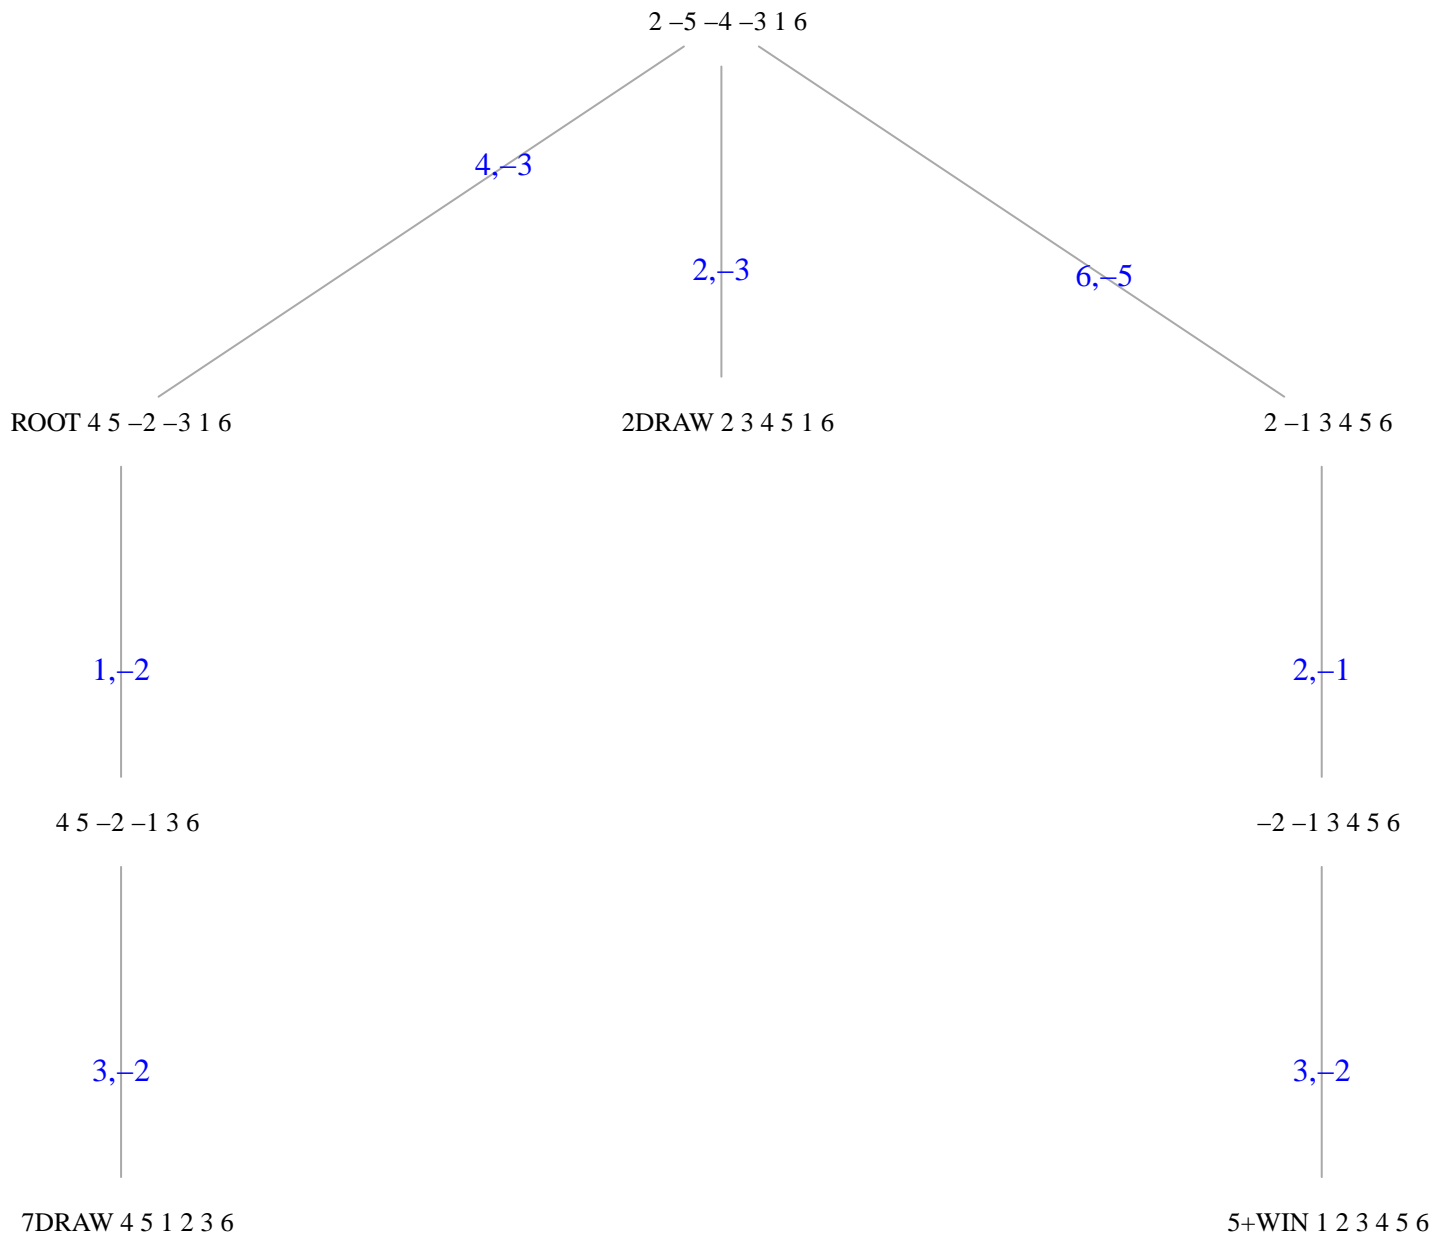 2 –5 –4 –3 1 6
4,–3
2,–3
6,–5
ROOT 4 5 –2 –3 1 6
2DRAW 2 3 4 5 1 6
2 –1 3 4 5 6
1,–2
2,–1
4 5 –2 –1 3 6
–2 –1 3 4 5 6
3,–2
3,–2
7DRAW 4 5 1 2 3 6
5+WIN 1 2 3 4 5 6